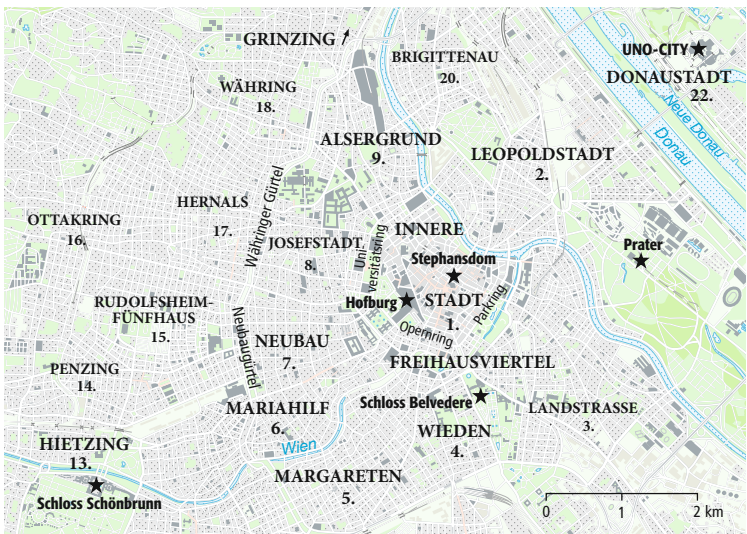 GRINZING
BRIGITTENAU
20.
UNO-CITY
DONAUSTADT
22.
WÄHRING
18.
Neue Donau
Donau
ALSERGRUND
9.
LEOPOLDSTADT
2.
HERNALS
17.
Währinger Gürtel
OTTAKRING
16.
JOSEFSTADT
8.
Uni-
versitätsring
INNERE
Stephansdom
Prater
Hofburg
STADT
1.
Parkring
Opernring
RUDOLFSHEIM-
FÜNFHAUS
15.
Neubaugürtel
NEUBAU
7.
FREIHAUSVIERTEL
PENZING
14.
MARIAHILF
6.
Schloss Belvedere
LANDSTRASSE
3.
WIEDEN
4.
Wien
HIETZING
13.
Schloss Schönbrunn
MARGARETEN
5.
0 1 2 km